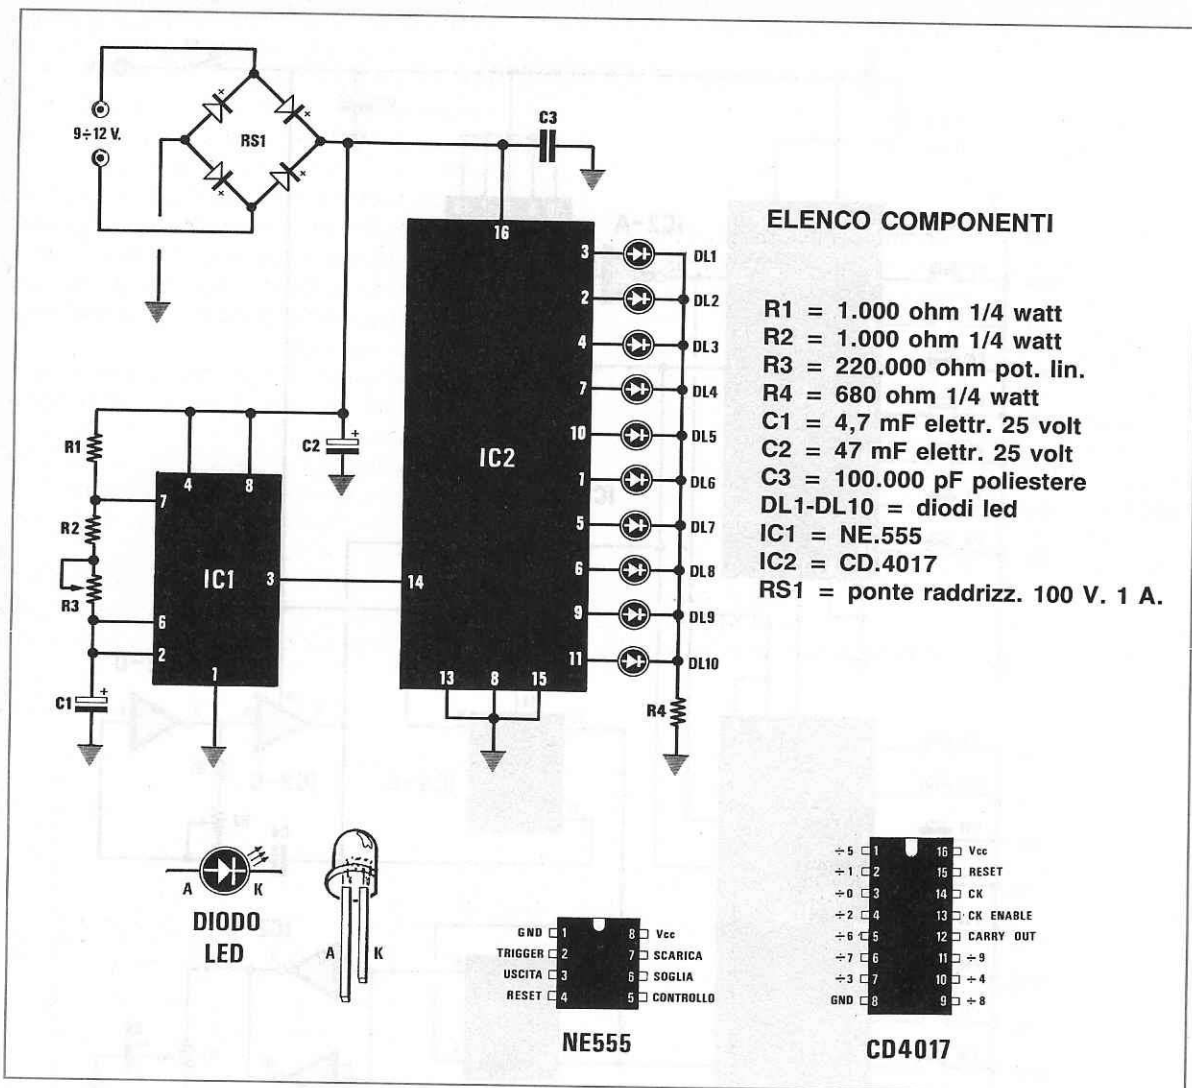 9÷12 V.
RS1
C3
16
IC2
3
DL1
2
DL2
4
DL3
7
DL4
10
DL5
1
DL6
5
DL7
6
DL8
9
DL9
11
DL10
14
13
8
15
R4
R1
R2
R3
C1
+
C2
+
4
8
7
IC1
3
6
2
1
ELENCO COMPONENTI
R1 = 1.000 ohm 1/4 watt
R2 = 1.000 ohm 1/4 watt
R3 = 220.000 ohm pot. lin.
R4 = 680 ohm 1/4 watt
C1 = 4,7 mF elettr. 25 volt
C2 = 47 mF elettr. 25 volt
C3 = 100.000 pF poliestere
DL1-DL10 = diodi led
IC1 = NE.555
IC2 = CD.4017
RS1 = ponte raddrizz. 100 V. 1 A.
A
K
DIODO
LED
A
K
GND 1
TRIGGER 2
USCITA 3
RESET 4
8 Vcc
7 SCARICA
6 SOGLIA
5 CONTROLLO
NE555
÷5 1
÷1 2
÷0 3
÷2 4
÷6 5
÷7 6
÷3 7
GND 8
16 Vcc
15 RESET
14 CK
13 CK ENABLE
12 CARRY OUT
11 ÷9
10 ÷4
9 ÷8
CD4017